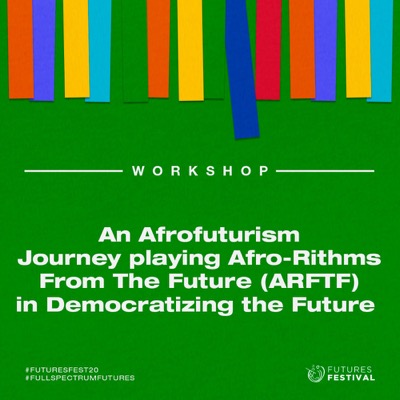 WORKSHOP
An Afrofuturism
Journey playing Afro-Rithms
From The Future (ARFTF)
in Democratizing the Future
#FUTURESFEST20
#FULLSPECTRUMFUTURES
FUTURES
FESTIVAL